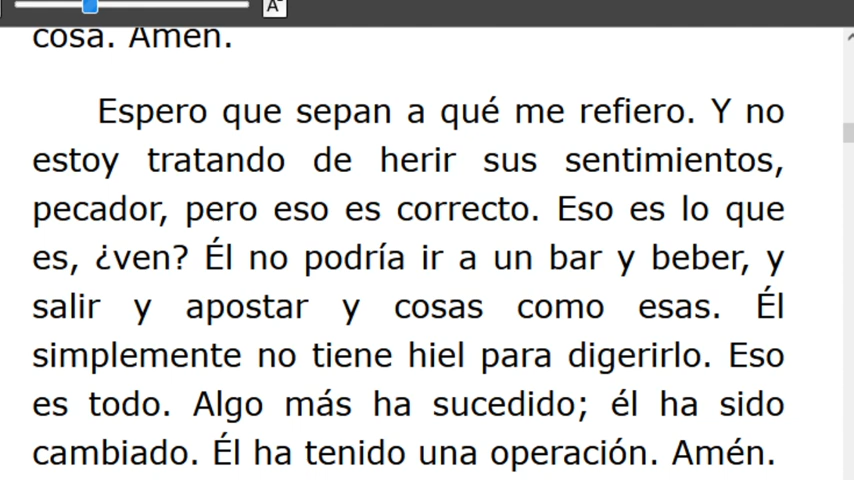 A
cosa. Amén.
Espero que sepan a qué me refiero. Y no
estoy tratando de herir sus sentimientos,
pecador, pero eso es correcto. Eso es lo que
es, ¿ven? Él no podría ir a un bar y beber, y
salir y apostar y cosas como esas. Él
simplemente no tiene hiel para digerirlo. Eso
es todo. Algo más ha sucedido; él ha sido
cambiado. Él ha tenido una operación. Amén.